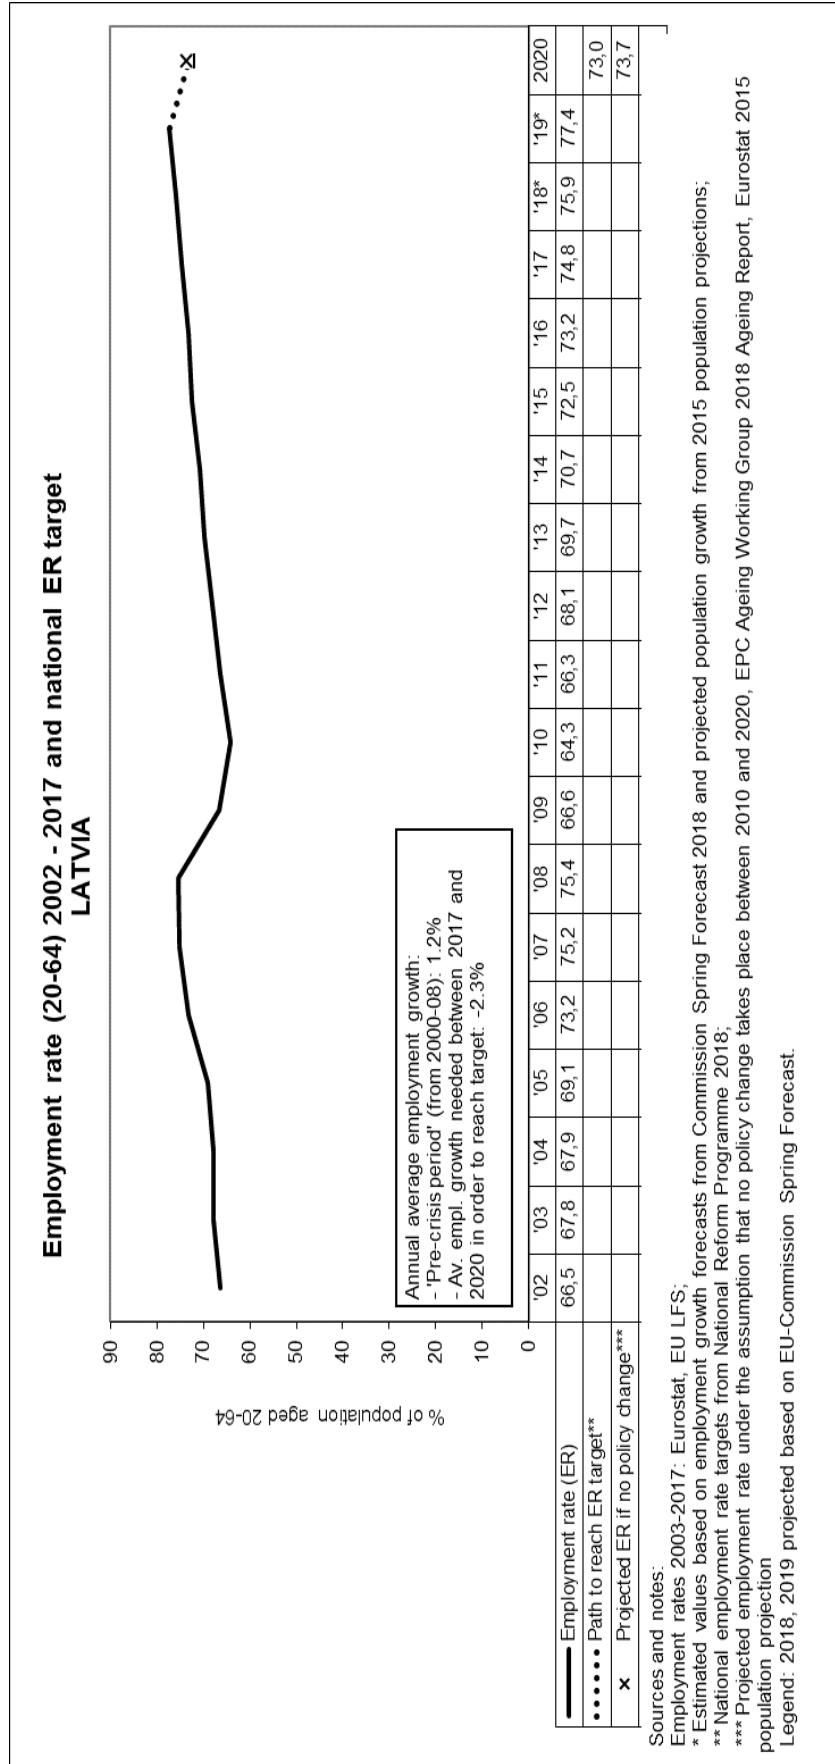 Employment rate (20-64) 2002 - 2017 and national ER target
LATVIA
% of population aged 20-64
90
80
70
60
50
40
30
20
10
0
Annual average employment growth:
- 'Pre-crisis period' (from 2000-08): 1.2%
- Av. empl. growth needed between 2017 and
2020 in order to reach target: -2.3%
'02 '03 '04 '05 '06 '07 '08 '09 '10 '11 '12 '13 '14 '15 '16 '17 '18* '19* 2020
Employment rate (ER) 66,5 67,8 67,9 69,1 73,2 75,2 75,4 66,6 64,3 66,3 68,1 69,7 70,7 72,5 73,2 74,8 75,9 77,4
Path to reach ER target** 73,0
Projected ER if no policy change*** 73,7
Sources and notes:
Employment rates 2003-2017: Eurostat, EU LFS;
* Estimated values based on employment growth forecasts from Commission Spring Forecast 2018 and projected population growth from 2015 population projections;
** National employment rate targets from National Reform Programme 2018;
*** Projected employment rate under the assumption that no policy change takes place between 2010 and 2020, EPC Ageing Working Group 2018 Ageing Report, Eurostat 2015
population projection
Legend: 2018, 2019 projected based on EU-Commission Spring Forecast.